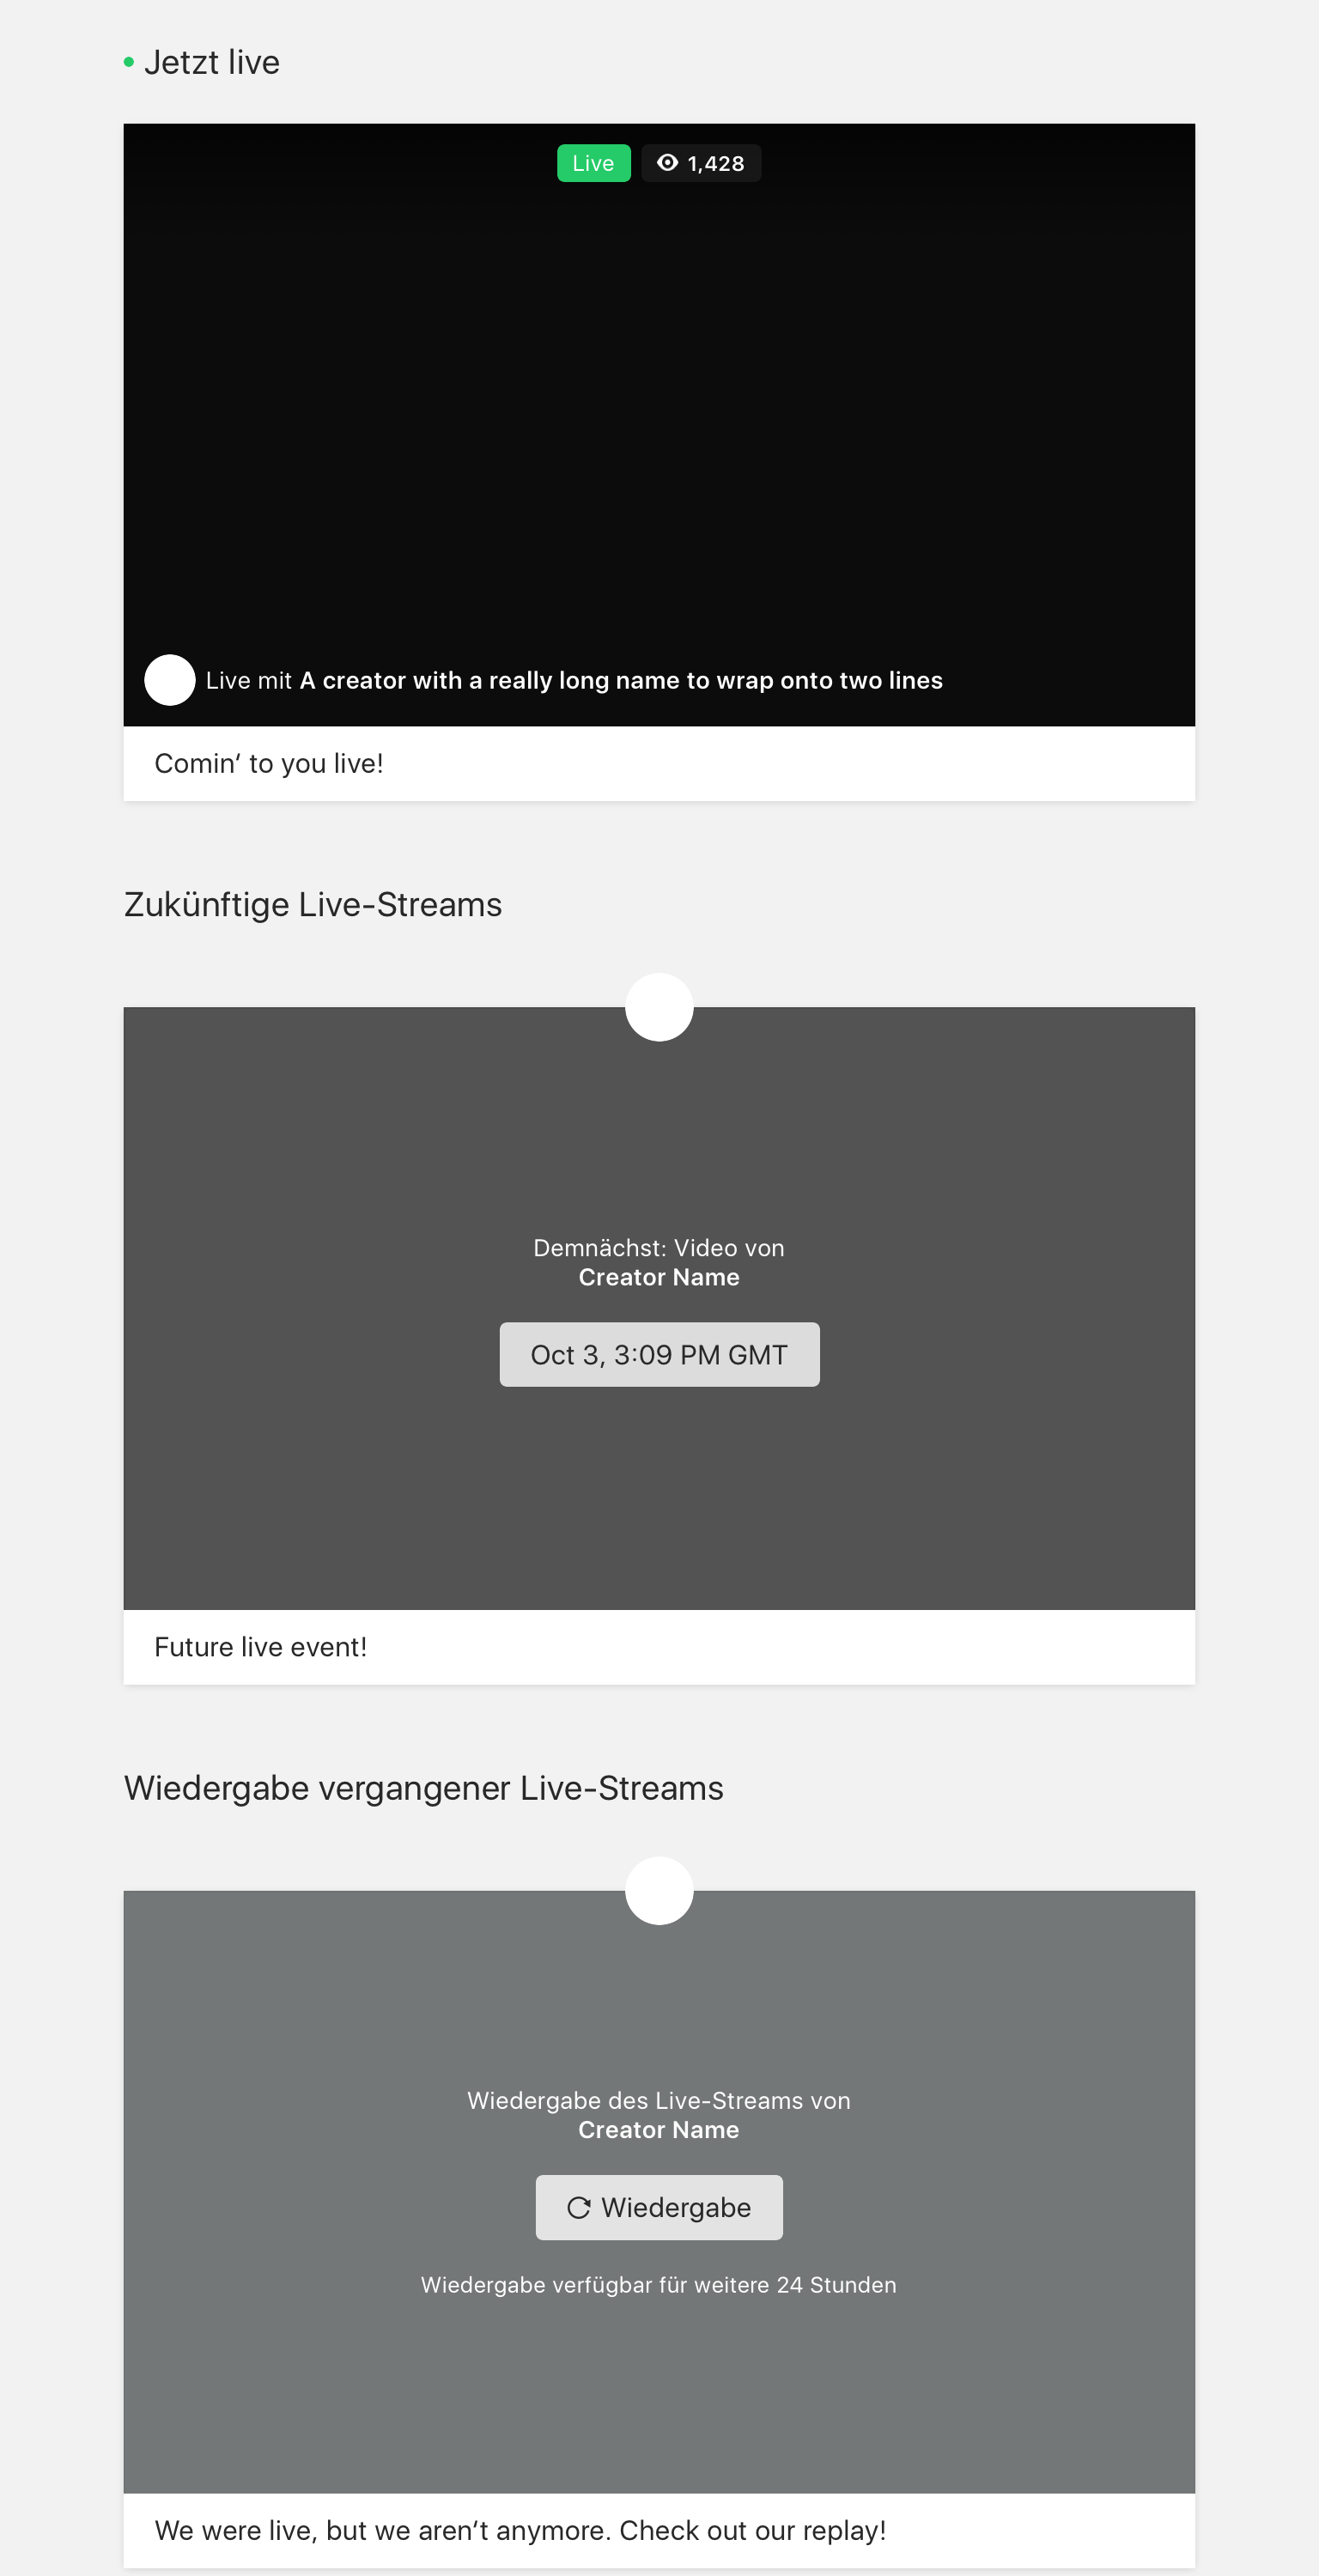 Jetzt live
Live 1,428
Live mit A creator with a really long name to wrap onto two lines
Comin’ to you live!
Zukünftige Live-Streams
Demnächst: Video von
Creator Name
Oct 3, 3:09 PM GMT
Future live event!
Wiedergabe vergangener Live-Streams
Wiedergabe des Live-Streams von
Creator Name
Wiedergabe
Wiedergabe verfügbar für weitere 24 Stunden
We were live, but we aren’t anymore. Check out our replay!